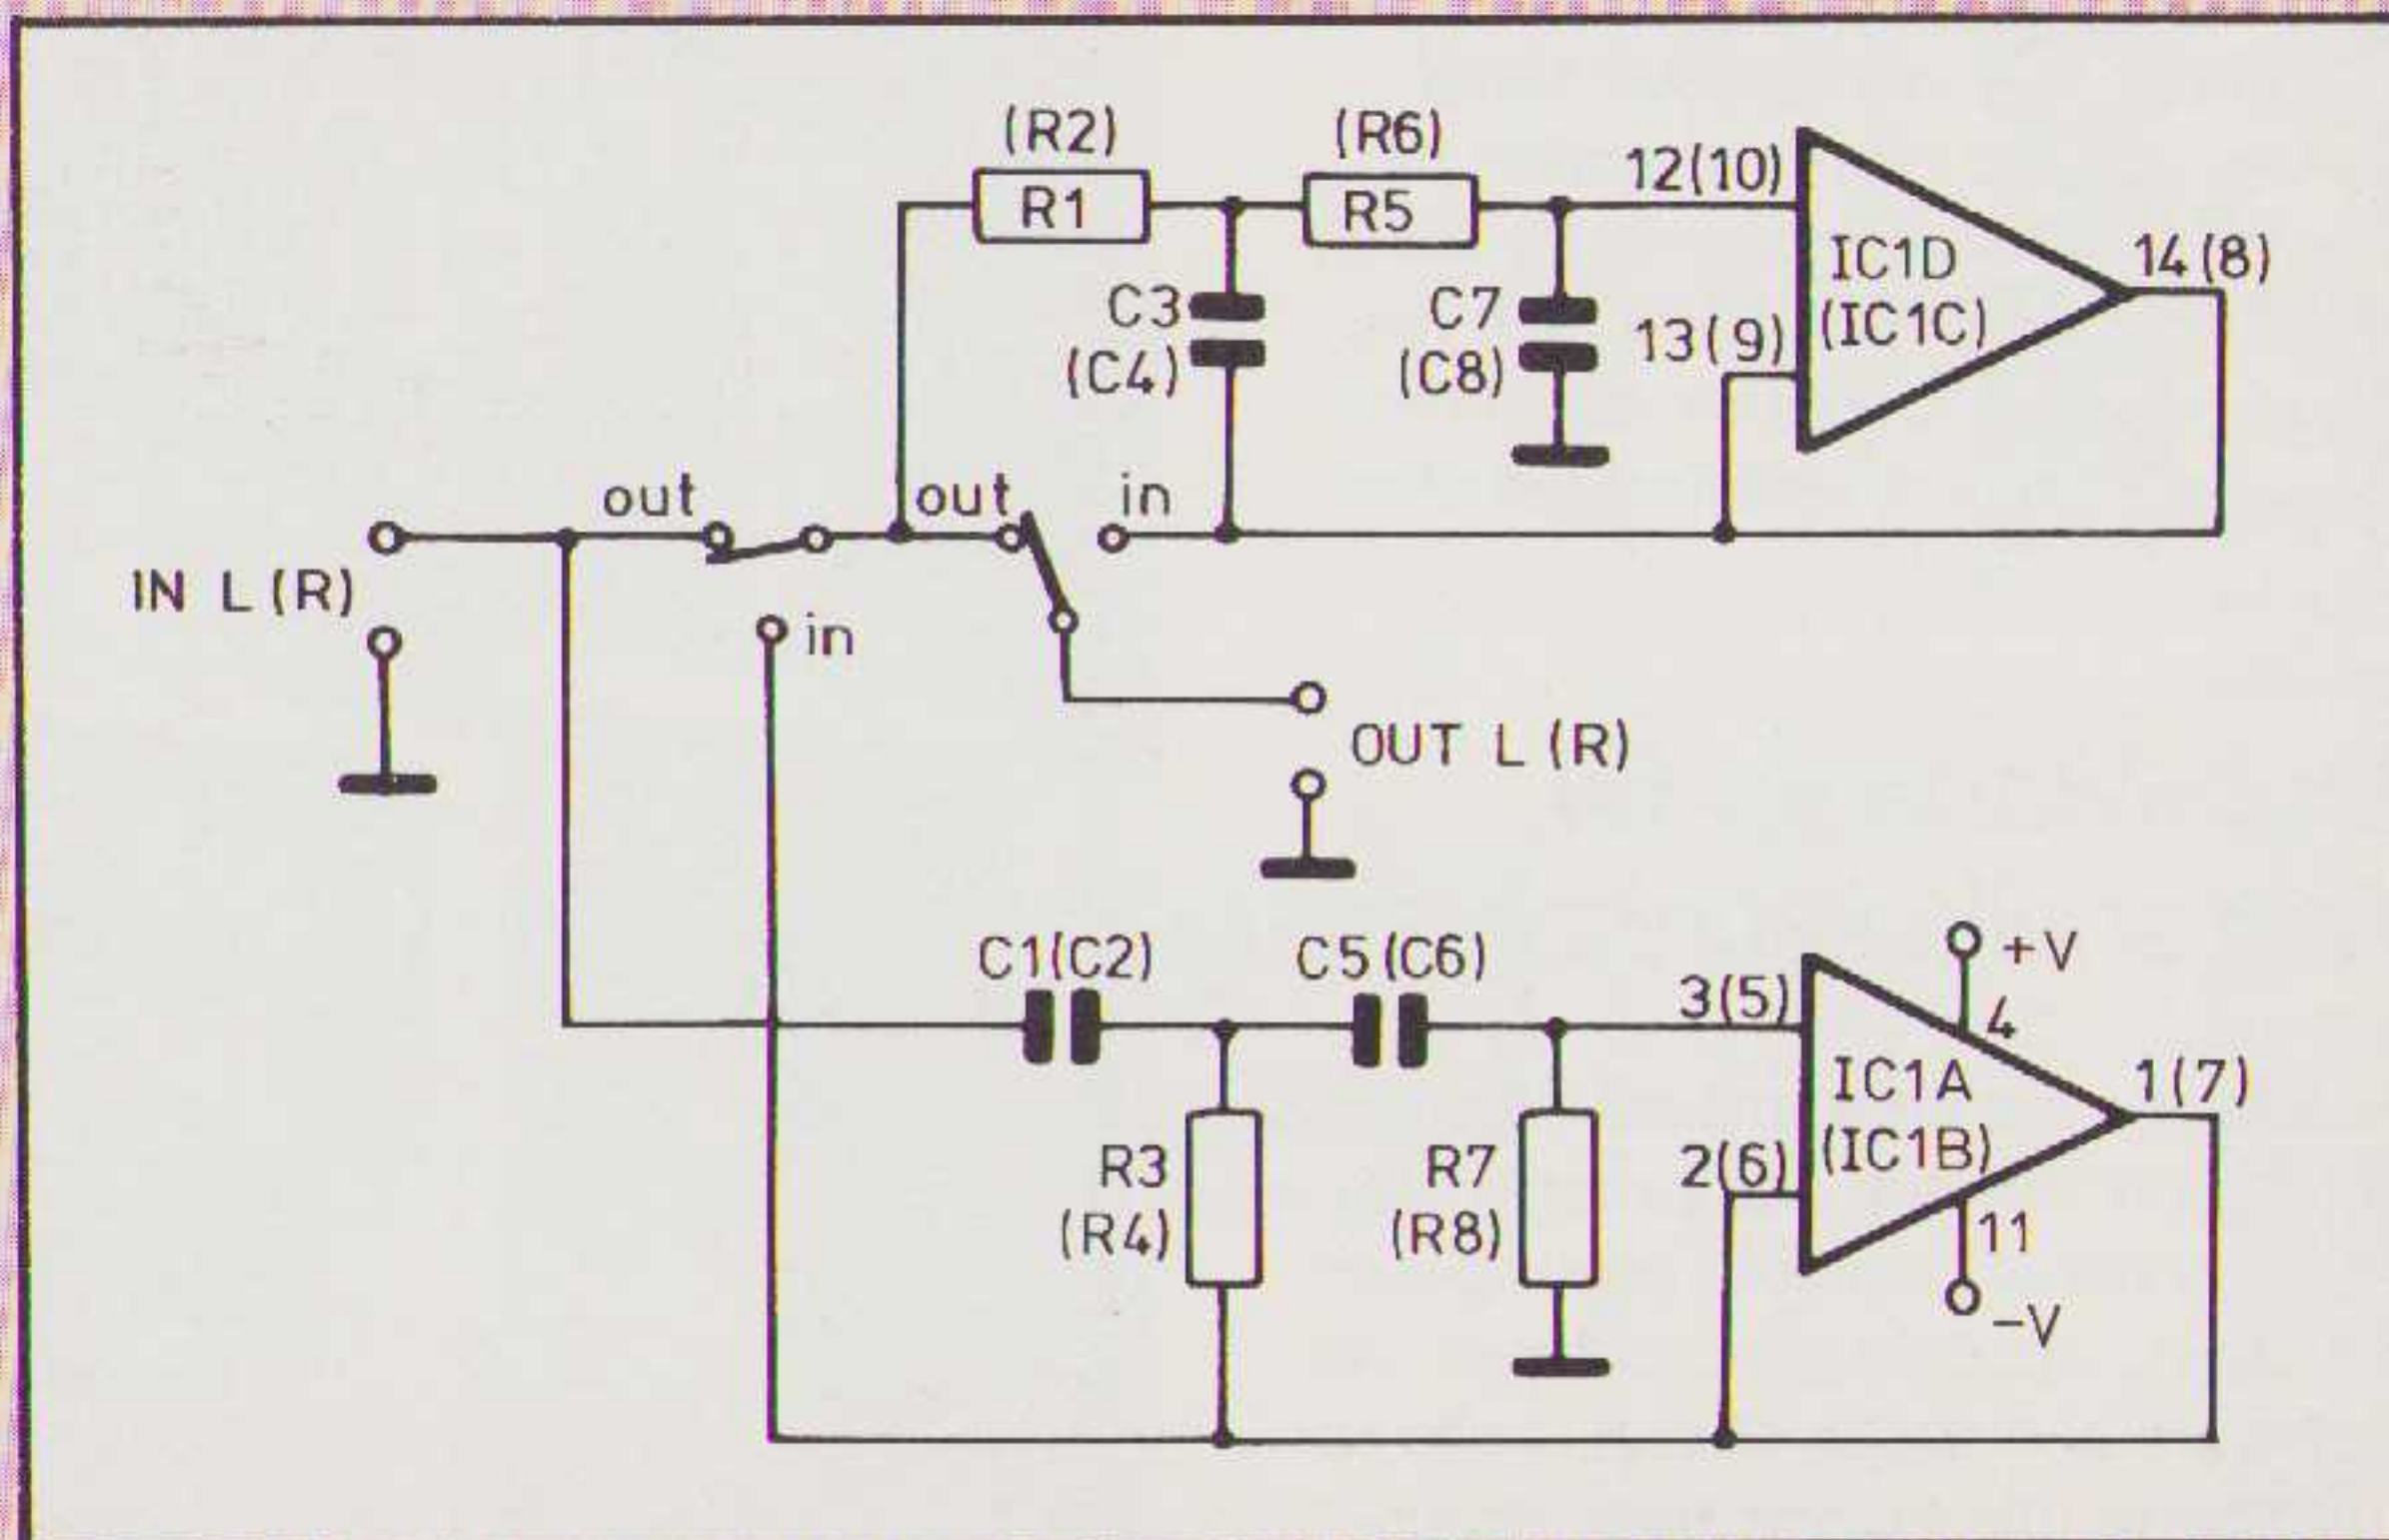 (R2)
(R6)
R1
R5
12(10)
IC1D
(IC1C)
14(8)
C3
(C4)
C7
(C8)
13(9)
out
out
in
IN L(R)
in
OUT L(R)
C1(C2)
C5(C6)
3(5)
+V
4
IC1A
(IC1B)
1(7)
R3
(R4)
R7
(R8)
2(6)
11
−V